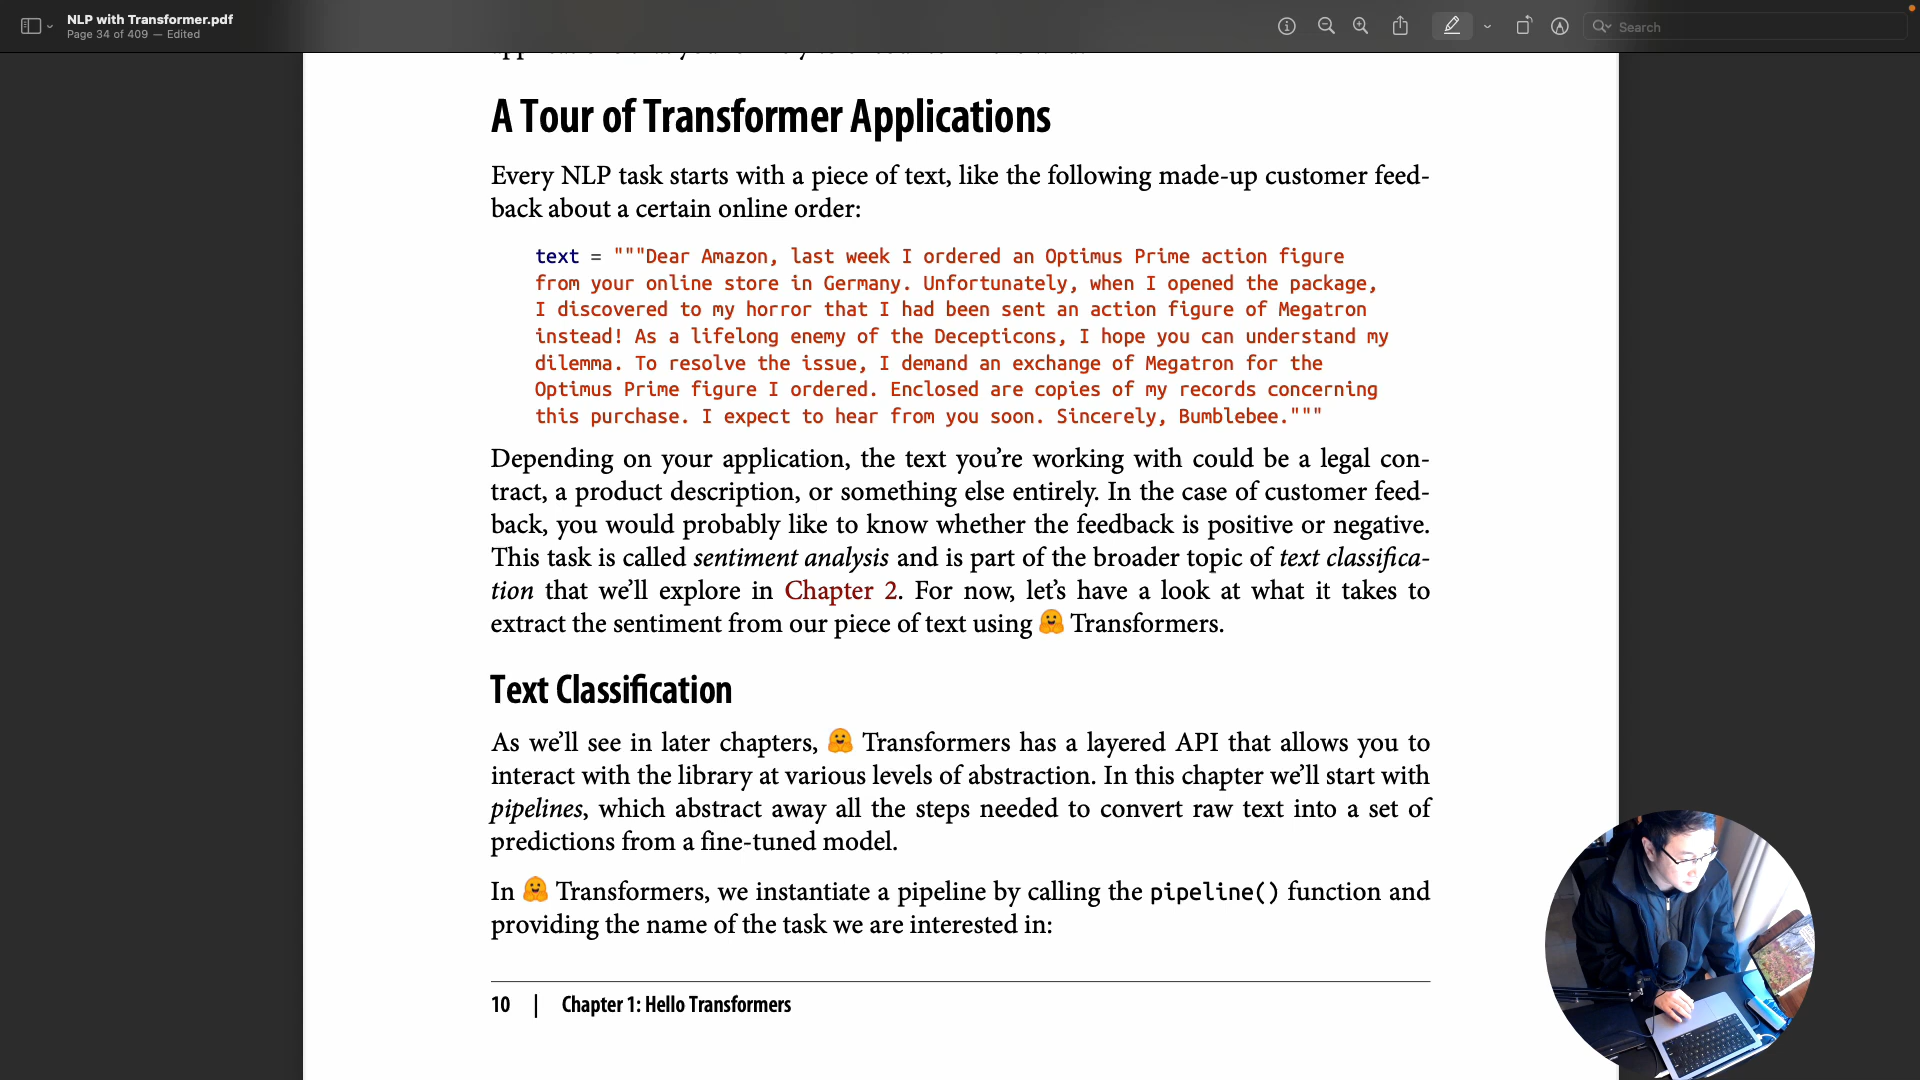 NLP with Transformer.pdf
Page 34 of 409 — Edited
Search
A Tour of Transformer Applications
Every NLP task starts with a piece of text, like the following made-up customer feed-
back about a certain online order:
text = """Dear Amazon, last week I ordered an Optimus Prime action figure
from your online store in Germany. Unfortunately, when I opened the package,
I discovered to my horror that I had been sent an action figure of Megatron
instead! As a lifelong enemy of the Decepticons, I hope you can understand my
dilemma. To resolve the issue, I demand an exchange of Megatron for the
Optimus Prime figure I ordered. Enclosed are copies of my records concerning
this purchase. I expect to hear from you soon. Sincerely, Bumblebee."""
Depending on your application, the text you’re working with could be a legal con-
tract, a product description, or something else entirely. In the case of customer feed-
back, you would probably like to know whether the feedback is positive or negative.
This task is called sentiment analysis and is part of the broader topic of text classifica-
tion that we’ll explore in Chapter 2. For now, let’s have a look at what it takes to
extract the sentiment from our piece of text using 🤗 Transformers.
Text Classification
As we’ll see in later chapters, 🤗 Transformers has a layered API that allows you to
interact with the library at various levels of abstraction. In this chapter we’ll start with
pipelines, which abstract away all the steps needed to convert raw text into a set of
predictions from a fine-tuned model.
In 🤗 Transformers, we instantiate a pipeline by calling the pipeline() function and
providing the name of the task we are interested in:
10 | Chapter 1: Hello Transformers